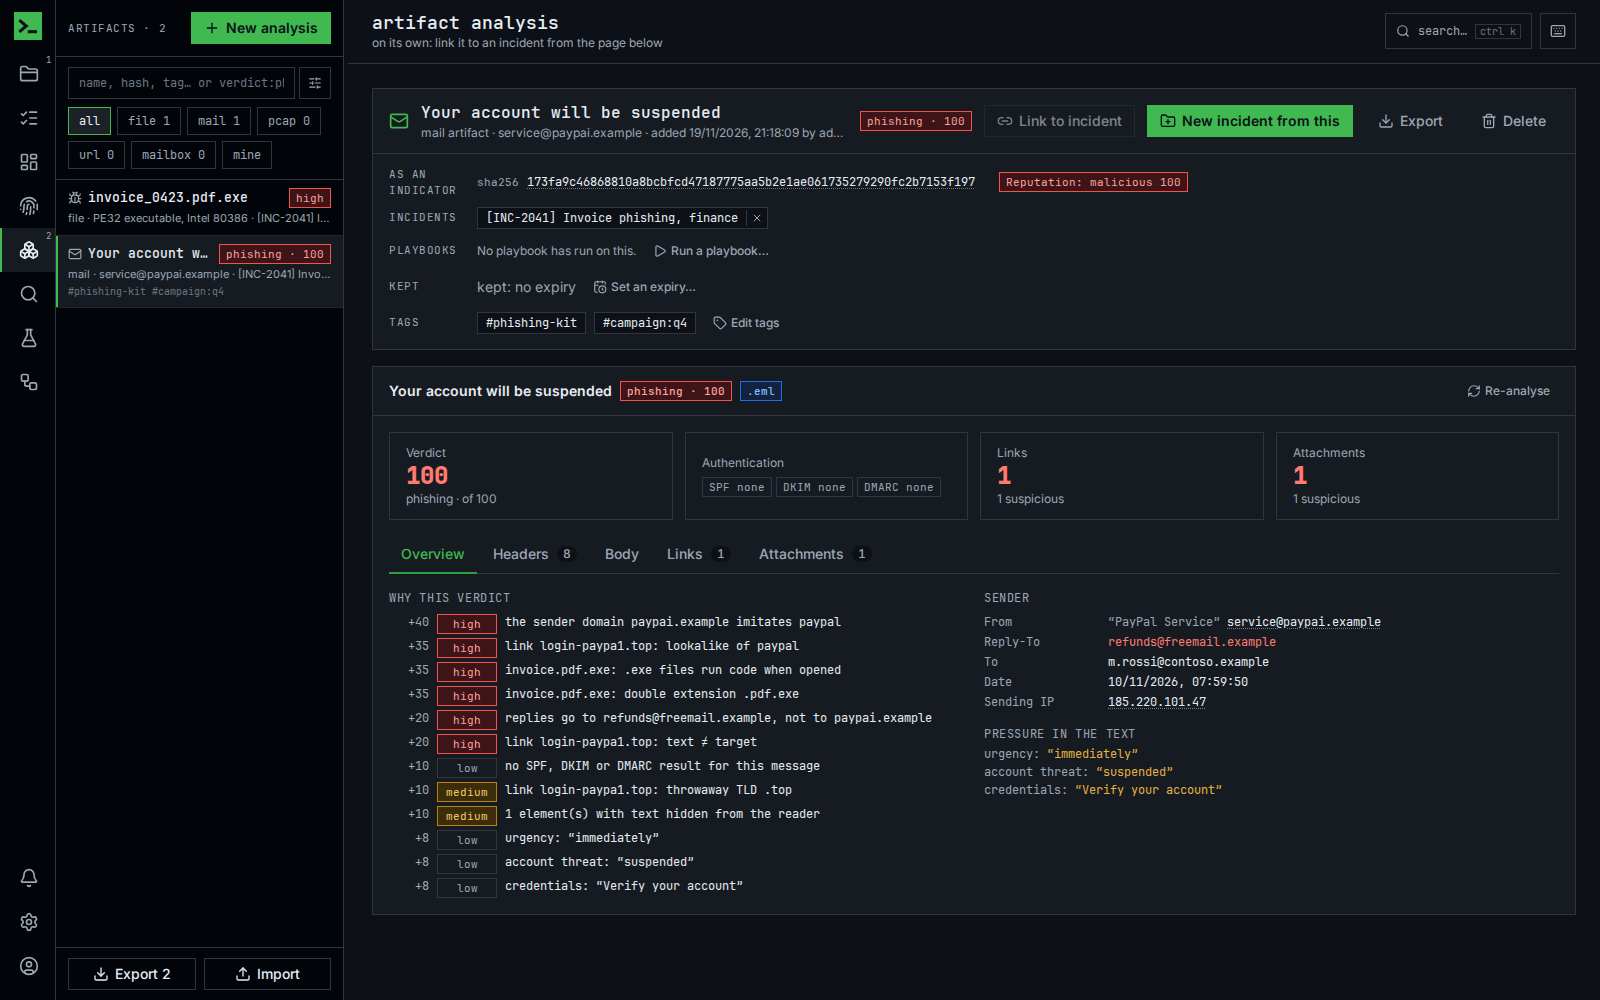 ARTIFACTS · 2
New analysis
1
2
name, hash, tag… or verdict:pl
all
file 1
mail 1
pcap 0
url 0
mailbox 0
mine
invoice_0423.pdf.exe
high
file · PE32 executable, Intel 80386 · [INC-2041] I…
Your account w…
phishing · 100
mail · service@paypai.example · [INC-2041] Invo…
#phishing-kit #campaign:q4
Export 2
Import
artifact analysis
on its own: link it to an incident from the page below
search…
ctrl k
Your account will be suspended
mail artifact · service@paypai.example · added 19/11/2026, 21:18:09 by ad…
phishing · 100
Link to incident
New incident from this
Export
Delete
AS AN INDICATOR
sha256 173fa9c46868810a8bcbfcd47187775aa5b2e1ae061735279290fc2b7153f197
Reputation: malicious 100
INCIDENTS
[INC-2041] Invoice phishing, finance
PLAYBOOKS
No playbook has run on this.
Run a playbook…
KEPT
kept: no expiry
Set an expiry…
TAGS
#phishing-kit
#campaign:q4
Edit tags
Your account will be suspended
phishing · 100
.eml
Re-analyse
Verdict
100
phishing · of 100
Authentication
SPF none
DKIM none
DMARC none
Links
1
1 suspicious
Attachments
1
1 suspicious
Overview
Headers 8
Body
Links 1
Attachments 1
WHY THIS VERDICT
+40 high the sender domain paypai.example imitates paypal
+35 high link login-paypa1.top: lookalike of paypal
+35 high invoice.pdf.exe: .exe files run code when opened
+35 high invoice.pdf.exe: double extension .pdf.exe
+20 high replies go to refunds@freemail.example, not to paypai.example
+20 high link login-paypa1.top: text ≠ target
+10 low no SPF, DKIM or DMARC result for this message
+10 medium link login-paypa1.top: throwaway TLD .top
+10 medium 1 element(s) with text hidden from the reader
+8 low urgency: “immediately”
+8 low account threat: “suspended”
+8 low credentials: “Verify your account”
SENDER
From “PayPal Service” service@paypai.example
Reply-To refunds@freemail.example
To m.rossi@contoso.example
Date 10/11/2026, 07:59:50
Sending IP 185.220.101.47
PRESSURE IN THE TEXT
urgency: “immediately”
account threat: “suspended”
credentials: “Verify your account”